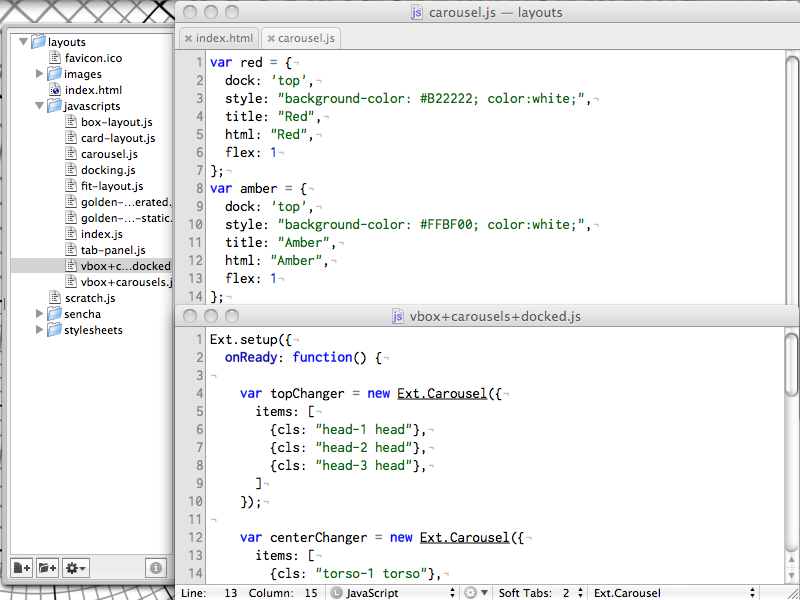 layouts
favicon.ico
images
index.html
javascripts
box-layout.js
card-layout.js
carousel.js
docking.js
fit-layout.js
golden-...erated.
golden-...-static.
index.js
tab-panel.js
vbox+c...docked
vbox+carousels.j
scratch.js
sencha
stylesheets
carousel.js — layouts
index.html carousel.js
1 var red = {¬
2 dock: 'top',¬
3 style: "background-color: #B22222; color:white;",¬
4 title: "Red",¬
5 html: "Red",¬
6 flex: 1¬
7 };¬
8 var amber = {¬
9 dock: 'top',¬
10 style: "background-color: #FFBF00; color:white;",¬
11 title: "Amber",¬
12 html: "Amber",¬
13 flex: 1¬
14 };¬
vbox+carousels+docked.js
1 Ext.setup({¬
2 onReady: function() {¬
3 ¬
4 var topChanger = new Ext.Carousel({¬
5 items: [¬
6 {cls: "head-1 head"},¬
7 {cls: "head-2 head"},¬
8 {cls: "head-3 head"},¬
9 ]¬
10 });¬
11 ¬
12 var centerChanger = new Ext.Carousel({¬
13 items: [¬
14 {cls: "torso-1 torso"},¬
Line: 13 Column: 15 L JavaScript Soft Tabs: 2 Ext.Carousel